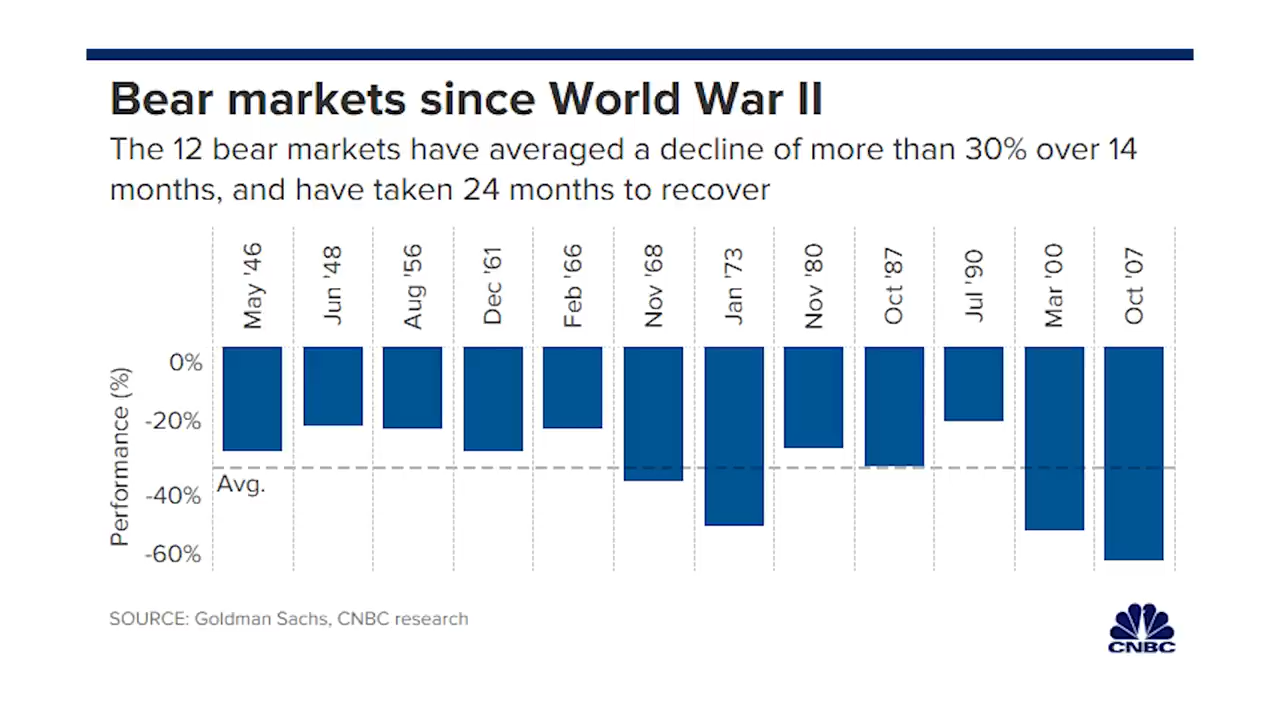 Bear markets since World War II
The 12 bear markets have averaged a decline of more than 30% over 14
months, and have taken 24 months to recover
May '46
Jun '48
Aug '56
Dec '61
Feb '66
Nov '68
Jan '73
Nov '80
Oct '87
Jul '90
Mar '00
Oct '07
Performance (%)
0%
-20%
-40%
-60%
Avg.
SOURCE: Goldman Sachs, CNBC research
CNBC